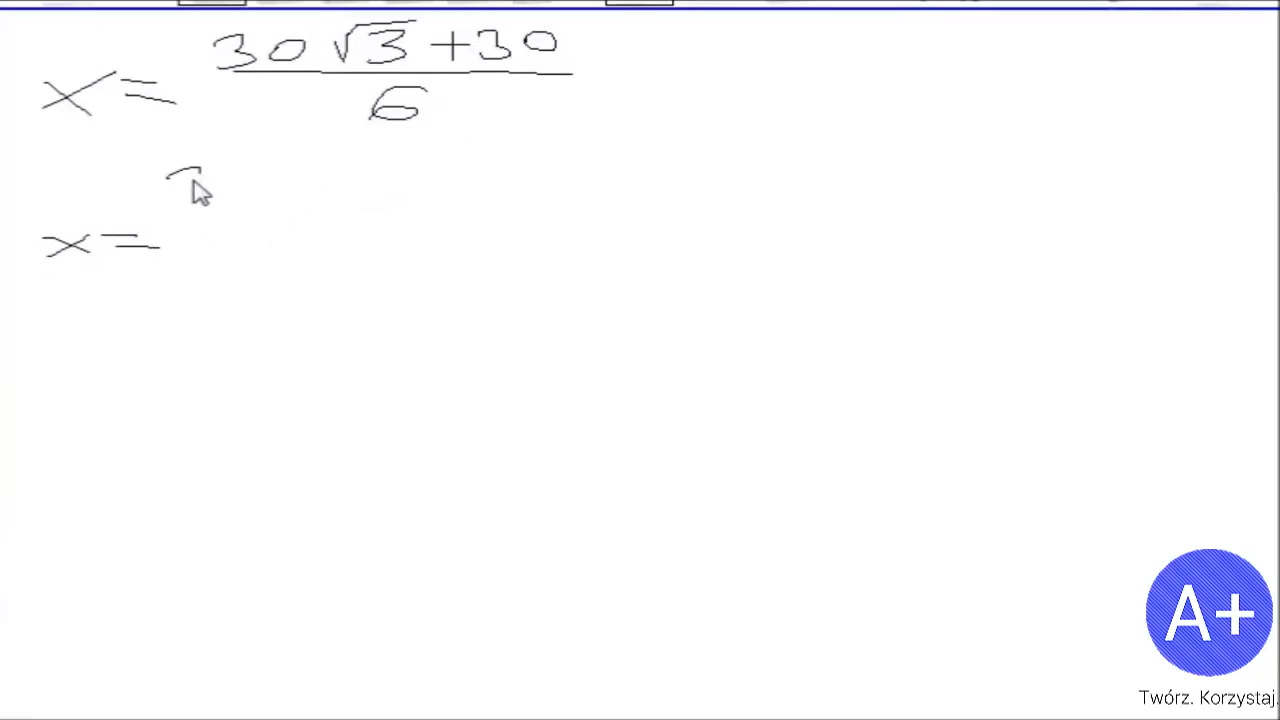 x = (30√3 + 30) / 6
x =
A+
Twórz. Korzystaj.